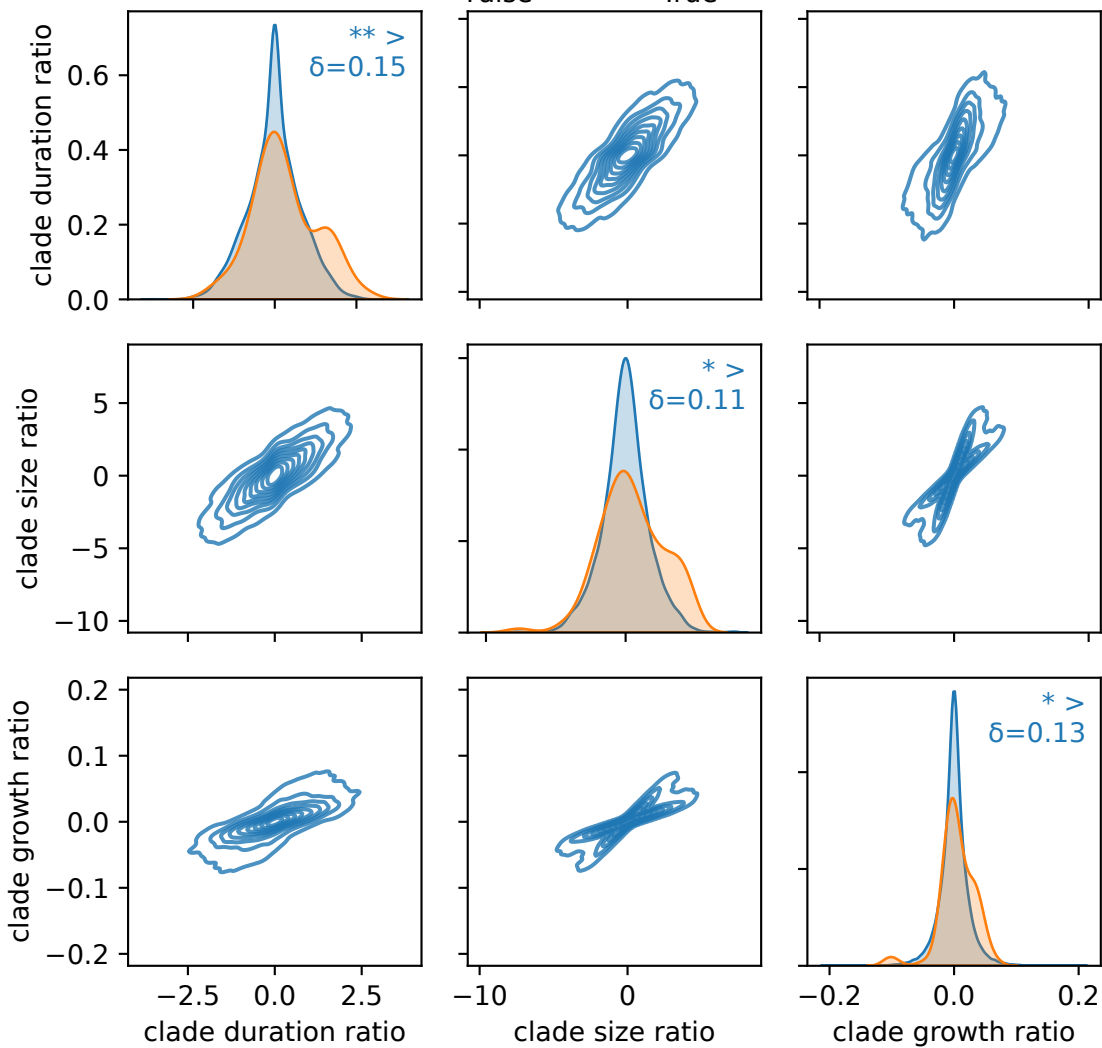 clade duration ratio
0.6
0.4
0.2
0.0
** >
δ=0.15
clade size ratio
5
0
−5
−10
* >
δ=0.11
clade growth ratio
0.2
0.1
0.0
−0.1
−0.2
* >
δ=0.13
−2.5 0.0 2.5
−10 0
−0.2 0.0 0.2
clade duration ratio
clade size ratio
clade growth ratio